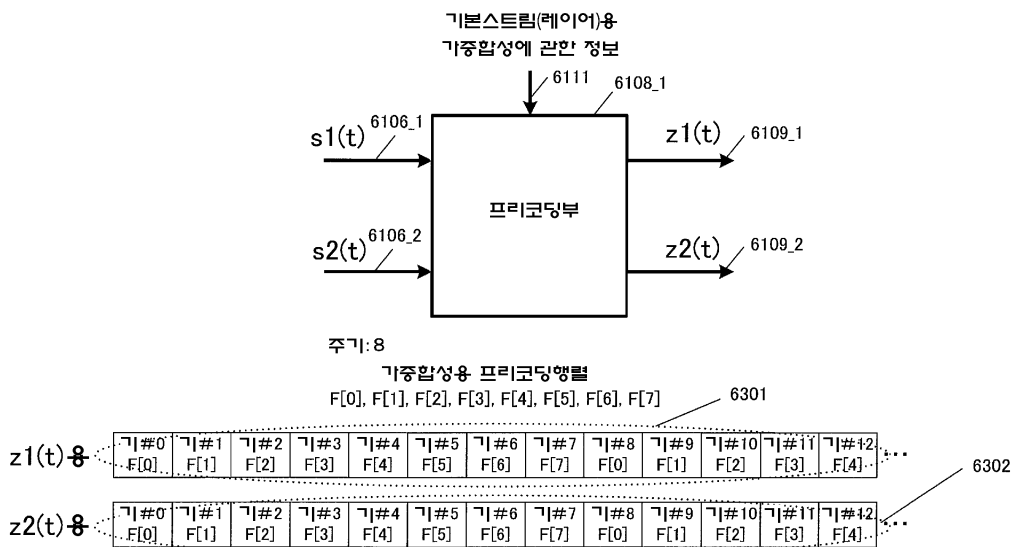 기본스트림(레이어)용
가중합성에 관한 정보
6111
6108_1
s1(t) 6106_1
z1(t) 6109_1
프리코딩부
s2(t) 6106_2
z2(t) 6109_2
주기:8
가중합성용 프리코딩행렬
F[0], F[1], F[2], F[3], F[4], F[5], F[6], F[7]
6301
z1(t)용
기#0 기#1 기#2 기#3 기#4 기#5 기#6 기#7 기#8 기#9 기#10 기#11 기#12 ...
F[0] F[1] F[2] F[3] F[4] F[5] F[6] F[7] F[0] F[1] F[2] F[3] F[4]
6302
z2(t)용
기#0 기#1 기#2 기#3 기#4 기#5 기#6 기#7 기#8 기#9 기#10 기#11 기#12 ...
F[0] F[1] F[2] F[3] F[4] F[5] F[6] F[7] F[0] F[1] F[2] F[3] F[4]